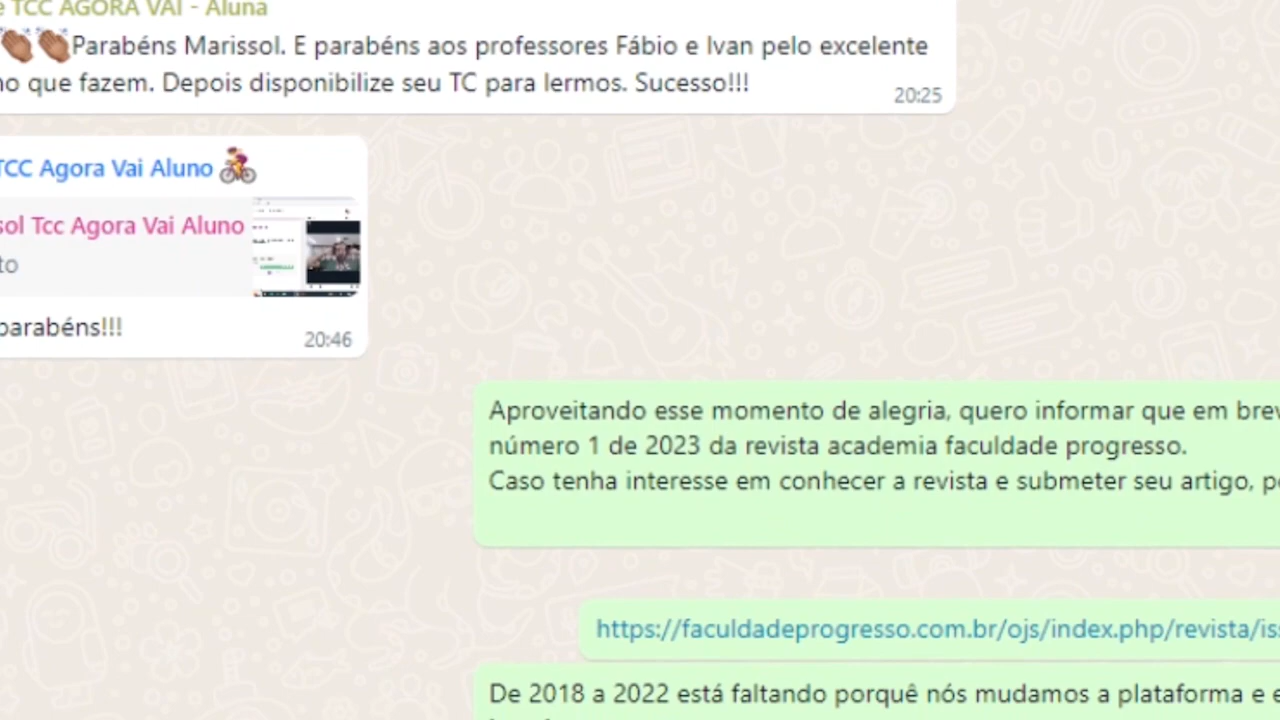 e TCC AGORA VAI - Aluna
Parabéns Marissol. E parabéns aos professores Fábio e Ivan pelo excelente
ho que fazem. Depois disponibilize seu TC para lermos. Sucesso!!!
20:25
TCC Agora Vai Aluno
sol Tcc Agora Vai Aluno
to
parabéns!!!
20:46
Aproveitando esse momento de alegria, quero informar que em brev
número 1 de 2023 da revista academia faculdade progresso.
Caso tenha interesse em conhecer a revista e submeter seu artigo, p
https://faculdadeprogresso.com.br/ojs/index.php/revista/is
De 2018 a 2022 está faltando porquê nós mudamos a plataforma e e